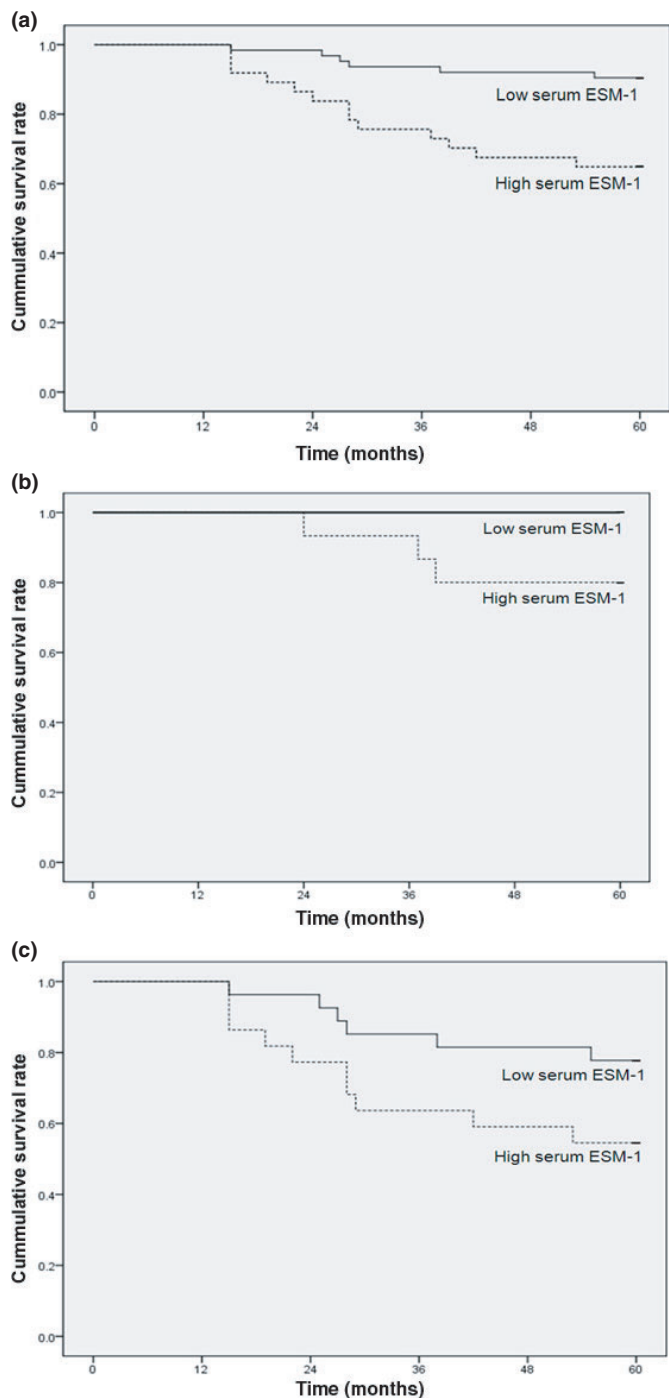 (a)
1.0
0.8
0.6
0.4
0.2
0.0
Cummulative survival rate
Low serum ESM-1
High serum ESM-1
0 12 24 36 48 60
Time (months)
(b)
1.0
0.8
0.6
0.4
0.2
0.0
Cummulative survival rate
Low serum ESM-1
High serum ESM-1
0 12 24 36 48 60
Time (months)
(c)
1.0
0.8
0.6
0.4
0.2
0.0
Cummulative survival rate
Low serum ESM-1
High serum ESM-1
0 12 24 36 48 60
Time (months)